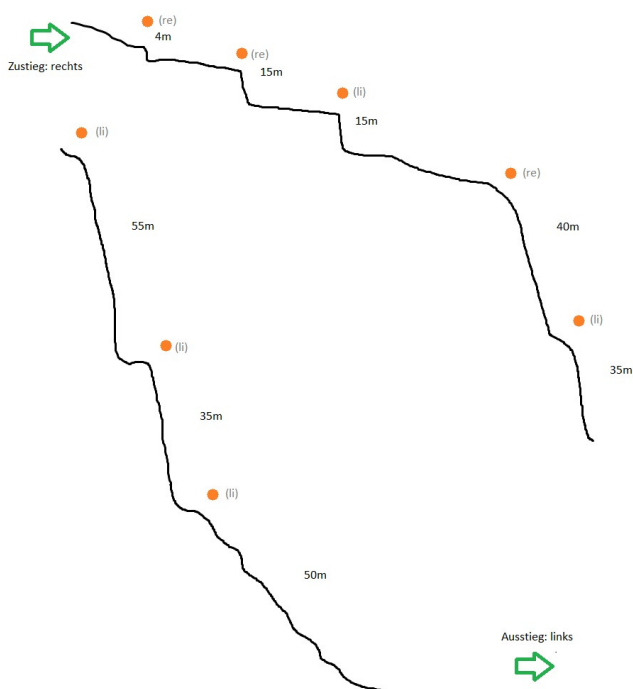 (re)
4m
Zustieg: rechts
(re)
15m
(li)
15m
(re)
40m
(li)
35m
(li)
55m
(li)
35m
(li)
50m
Ausstieg: links